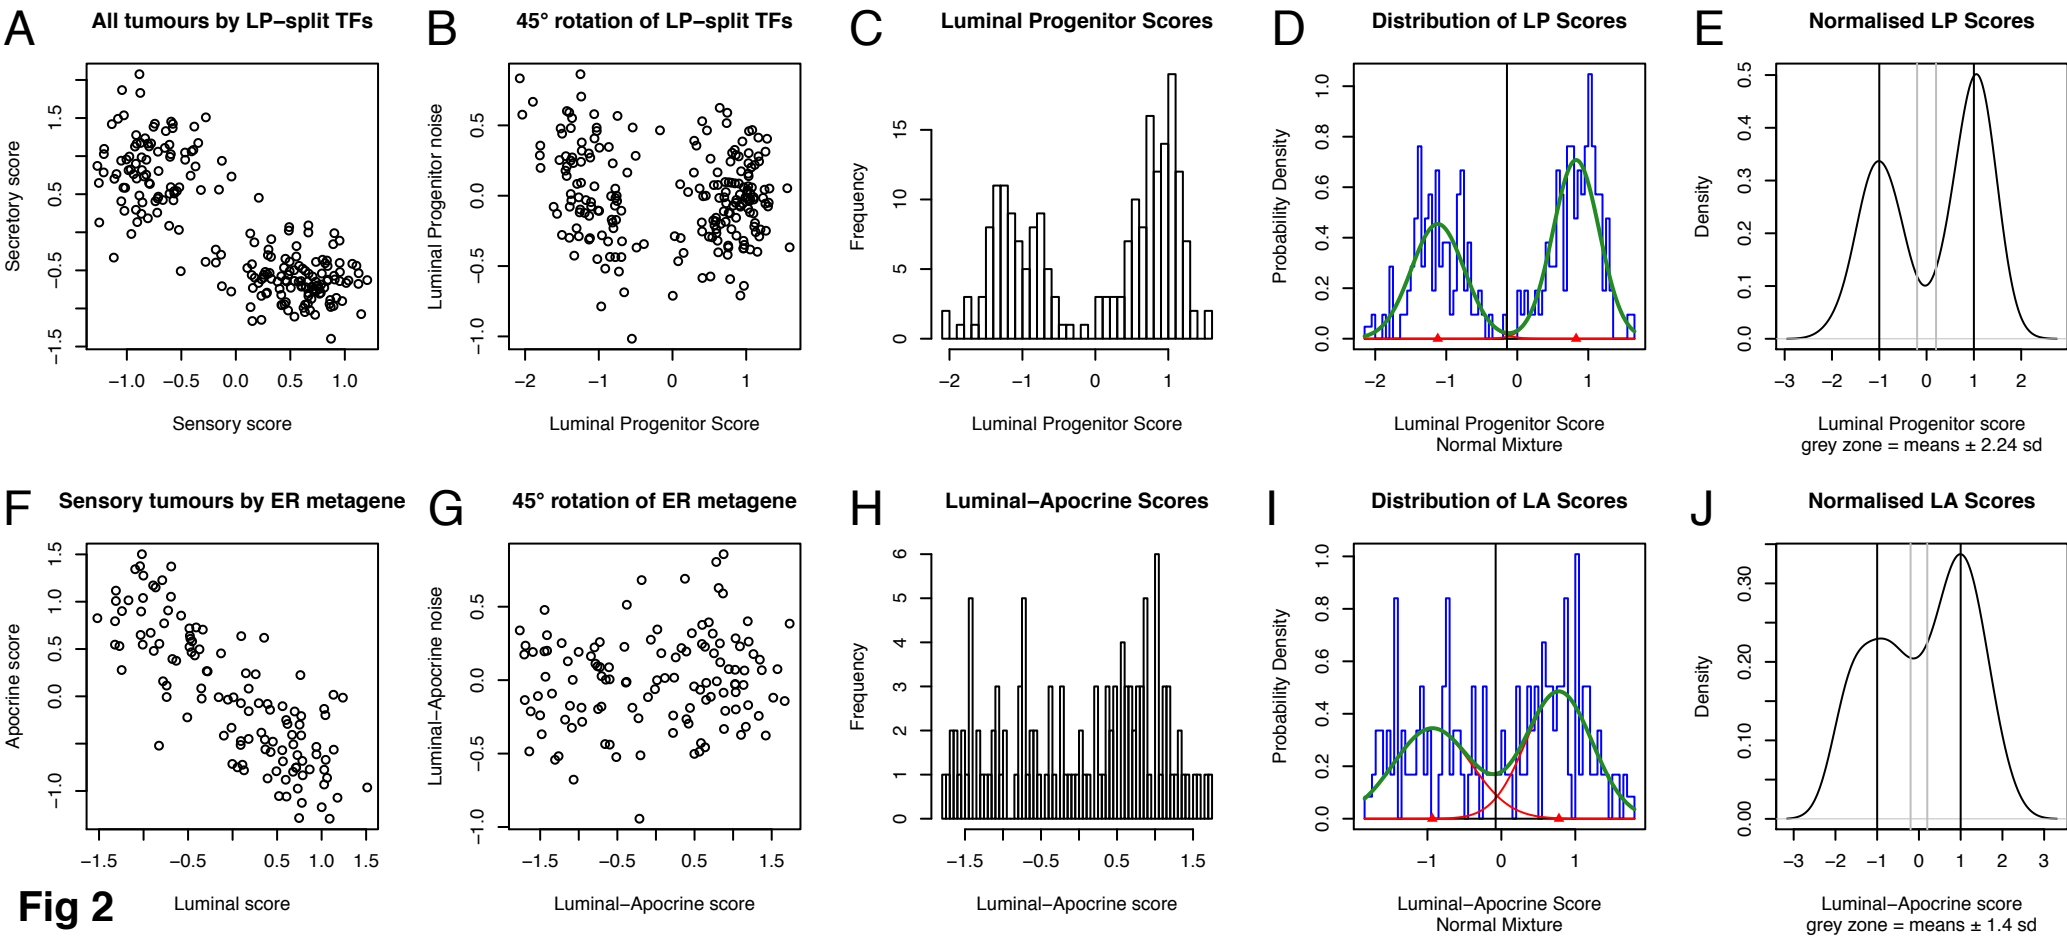 A
All tumours by LP−split TFs
Secretory score
1.5
0.5
−0.5
−1.5
−1.0
−0.5
0.0
0.5
1.0
Sensory score
B
45° rotation of LP−split TFs
Luminal Progenitor noise
0.5
0.0
−0.5
−1.0
−2
−1
0
1
Luminal Progenitor Score
C
Luminal Progenitor Scores
Frequency
15
10
5
0
−2
−1
0
1
Luminal Progenitor Score
D
Distribution of LP Scores
Probability Density
1.0
0.8
0.6
0.4
0.2
0.0
−2
−1
0
1
Luminal Progenitor Score
Normal Mixture
E
Normalised LP Scores
Density
0.5
0.4
0.3
0.2
0.1
0.0
−3
−2
−1
0
1
2
Luminal Progenitor score
grey zone = means ± 2.24 sd
F
Sensory tumours by ER metagene
Apocrine score
1.5
1.0
0.5
0.0
−1.0
−1.5
−0.5
0.5
1.0
1.5
Luminal score
G
45° rotation of ER metagene
Luminal−Apocrine noise
0.5
0.0
−0.5
−1.0
−1.5
−0.5
0.5
1.5
Luminal−Apocrine score
H
Luminal−Apocrine Scores
Frequency
6
5
4
3
2
1
0
−1.5
−0.5
0.5
1.5
Luminal−Apocrine score
I
Distribution of LA Scores
Probability Density
1.0
0.8
0.6
0.4
0.2
0.0
−1
0
1
Luminal−Apocrine Score
Normal Mixture
J
Normalised LA Scores
Density
0.30
0.20
0.10
0.00
−3
−2
−1
0
1
2
3
Luminal−Apocrine score
grey zone = means ± 1.4 sd
Fig 2